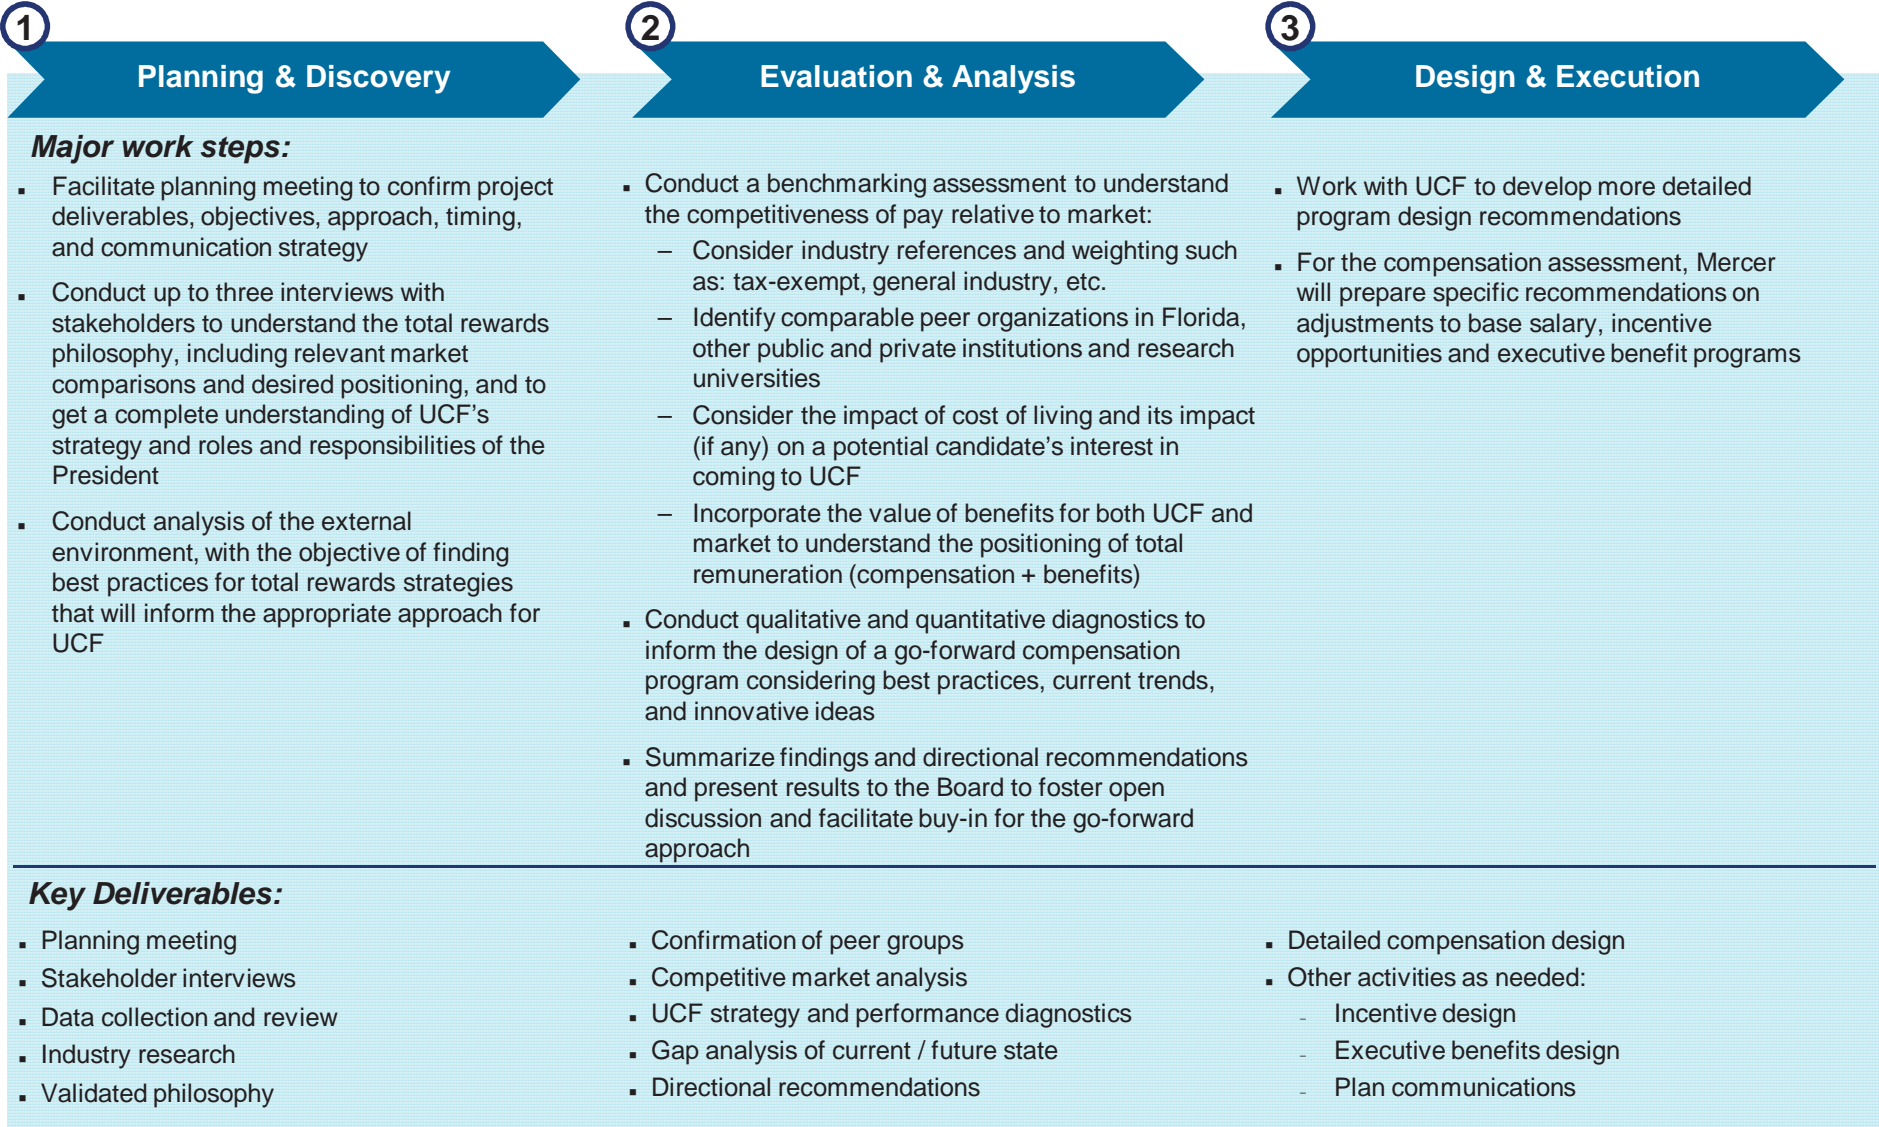 1
Planning & Discovery
2
Evaluation & Analysis
3
Design & Execution
Major work steps:
▪ Facilitate planning meeting to confirm project
deliverables, objectives, approach, timing,
and communication strategy
▪ Conduct up to three interviews with
stakeholders to understand the total rewards
philosophy, including relevant market
comparisons and desired positioning, and to
get a complete understanding of UCF’s
strategy and roles and responsibilities of the
President
▪ Conduct analysis of the external
environment, with the objective of finding
best practices for total rewards strategies
that will inform the appropriate approach for
UCF
▪ Conduct a benchmarking assessment to understand
the competitiveness of pay relative to market:
– Consider industry references and weighting such
as: tax-exempt, general industry, etc.
– Identify comparable peer organizations in Florida,
other public and private institutions and research
universities
– Consider the impact of cost of living and its impact
(if any) on a potential candidate’s interest in
coming to UCF
– Incorporate the value of benefits for both UCF and
market to understand the positioning of total
remuneration (compensation + benefits)
▪ Conduct qualitative and quantitative diagnostics to
inform the design of a go-forward compensation
program considering best practices, current trends,
and innovative ideas
▪ Summarize findings and directional recommendations
and present results to the Board to foster open
discussion and facilitate buy-in for the go-forward
approach
▪ Work with UCF to develop more detailed
program design recommendations
▪ For the compensation assessment, Mercer
will prepare specific recommendations on
adjustments to base salary, incentive
opportunities and executive benefit programs
Key Deliverables:
▪ Planning meeting
▪ Stakeholder interviews
▪ Data collection and review
▪ Industry research
▪ Validated philosophy
▪ Confirmation of peer groups
▪ Competitive market analysis
▪ UCF strategy and performance diagnostics
▪ Gap analysis of current / future state
▪ Directional recommendations
▪ Detailed compensation design
▪ Other activities as needed:
- Incentive design
- Executive benefits design
- Plan communications